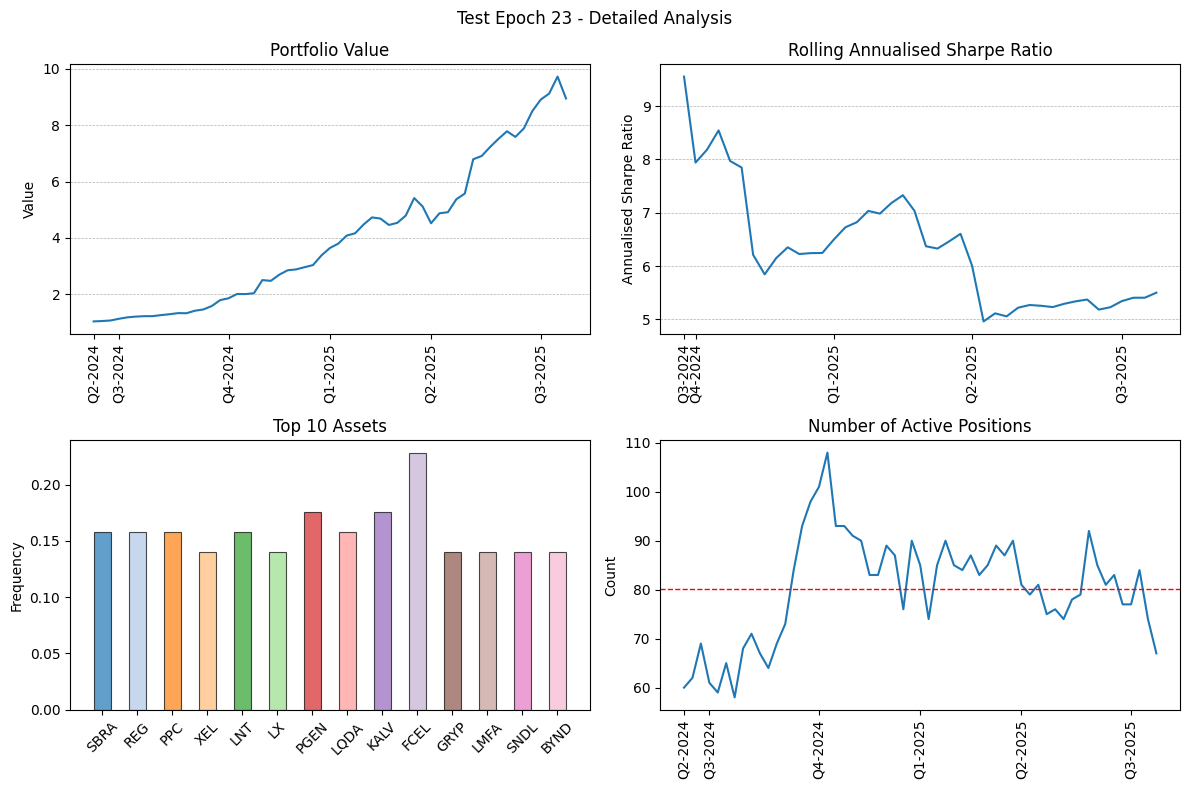 Test Epoch 23 - Detailed Analysis
Portfolio Value
Value
10
8
6
4
2
Q2-2024
Q3-2024
Q4-2024
Q1-2025
Q2-2025
Q3-2025
Rolling Annualised Sharpe Ratio
Annualised Sharpe Ratio
9
8
7
6
5
Q3-2024
Q4-2024
Q1-2025
Q2-2025
Q3-2025
Top 10 Assets
Frequency
0.20
0.15
0.10
0.05
0.00
SBRA
REG
PPC
XEL
LNT
LX
PGEN
LQDA
KALV
FCEL
GRYP
LMFA
SNDL
BYND
Number of Active Positions
Count
110
100
90
80
70
60
Q2-2024
Q3-2024
Q4-2024
Q1-2025
Q2-2025
Q3-2025